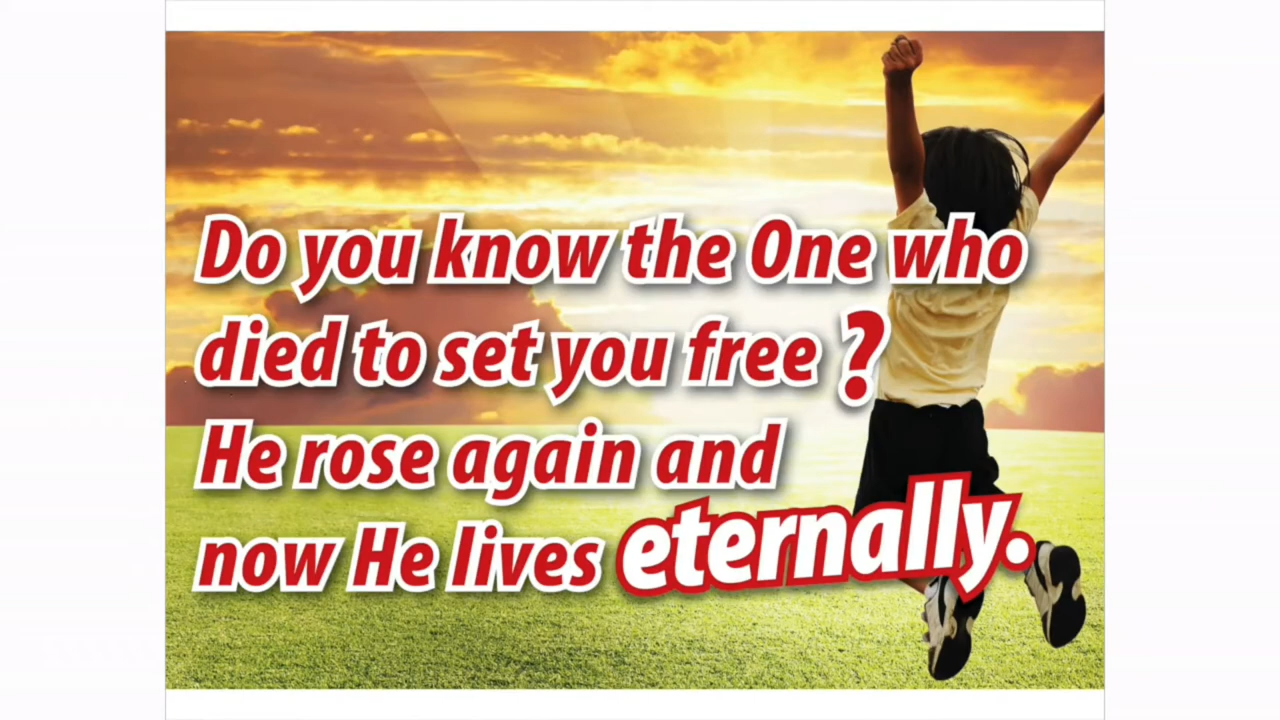 Do you know the One who
died to set you free ?
He rose again and
now He lives eternally.